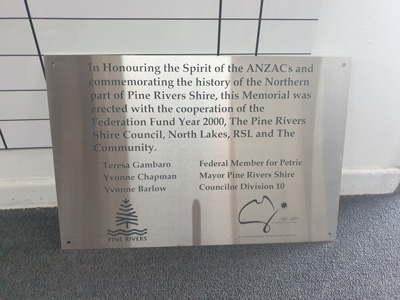 In Honouring the Spirit of the ANZACs and
commemorating the history of the Northern
part of Pine Rivers Shire, this Memorial was
erected with the cooperation of the
Federation Fund Year 2000, The Pine Rivers
Shire Council, North Lakes, RSL and The
Community.
Teresa Gambaro Federal Member for Petrie
Yvonne Chapman Mayor Pine Rivers Shire
Yvonne Barlow Councilor Division 10
PINE RIVERS